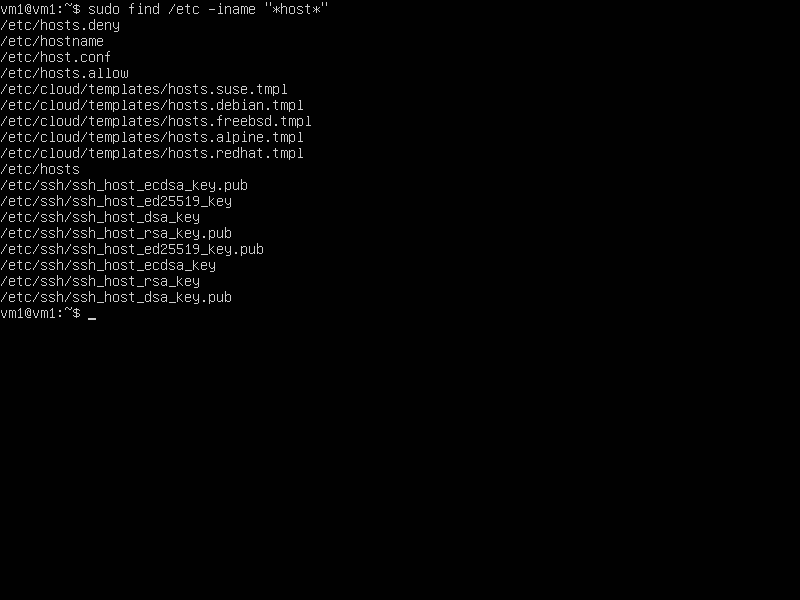 vm1@vm1:~$ sudo find /etc -iname "*host*"
/etc/hosts.deny
/etc/hostname
/etc/host.conf
/etc/hosts.allow
/etc/cloud/templates/hosts.suse.tmpl
/etc/cloud/templates/hosts.debian.tmpl
/etc/cloud/templates/hosts.freebsd.tmpl
/etc/cloud/templates/hosts.alpine.tmpl
/etc/cloud/templates/hosts.redhat.tmpl
/etc/hosts
/etc/ssh/ssh_host_ecdsa_key.pub
/etc/ssh/ssh_host_ed25519_key
/etc/ssh/ssh_host_dsa_key
/etc/ssh/ssh_host_rsa_key.pub
/etc/ssh/ssh_host_ed25519_key.pub
/etc/ssh/ssh_host_ecdsa_key
/etc/ssh/ssh_host_rsa_key
/etc/ssh/ssh_host_dsa_key.pub
vm1@vm1:~$ _